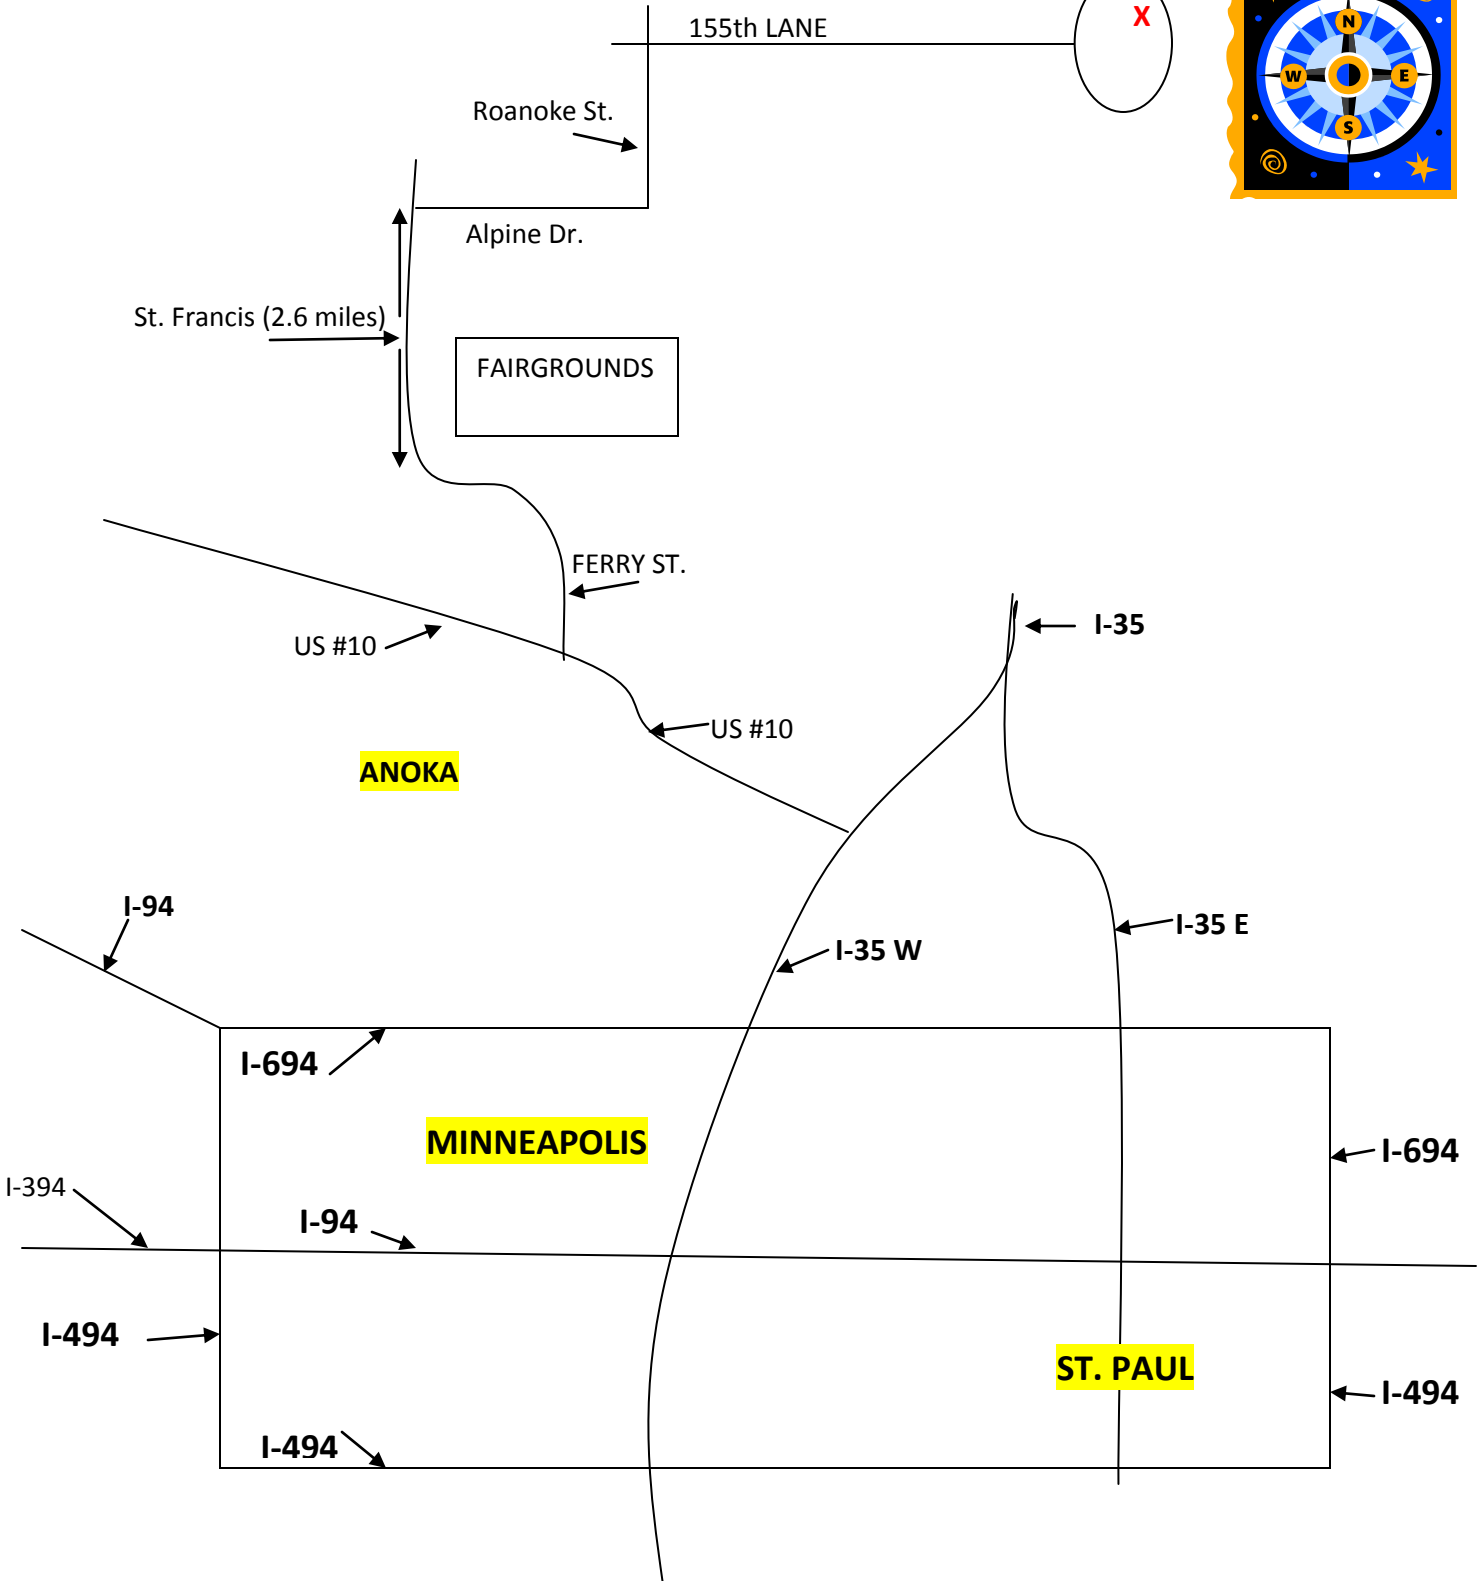 X
155th LANE
N
W
E
S
Roanoke St.
Alpine Dr.
St. Francis (2.6 miles)
FAIRGROUNDS
FERRY ST.
I-35
US #10
US #10
ANOKA
I-94
I-35 E
I-35 W
I-694
MINNEAPOLIS
I-694
I-394
I-94
I-494
ST. PAUL
I-494
I-494